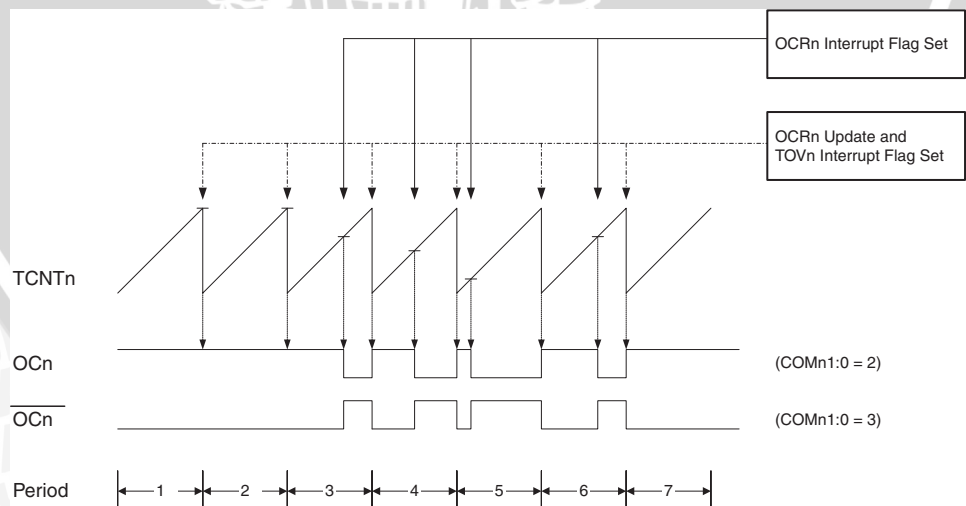 OCRn Interrupt Flag Set
OCRn Update and
TOVn Interrupt Flag Set
TCNTn
OCn
(COMn1:0 = 2)
OCn
(COMn1:0 = 3)
Period
1 2 3 4 5 6 7